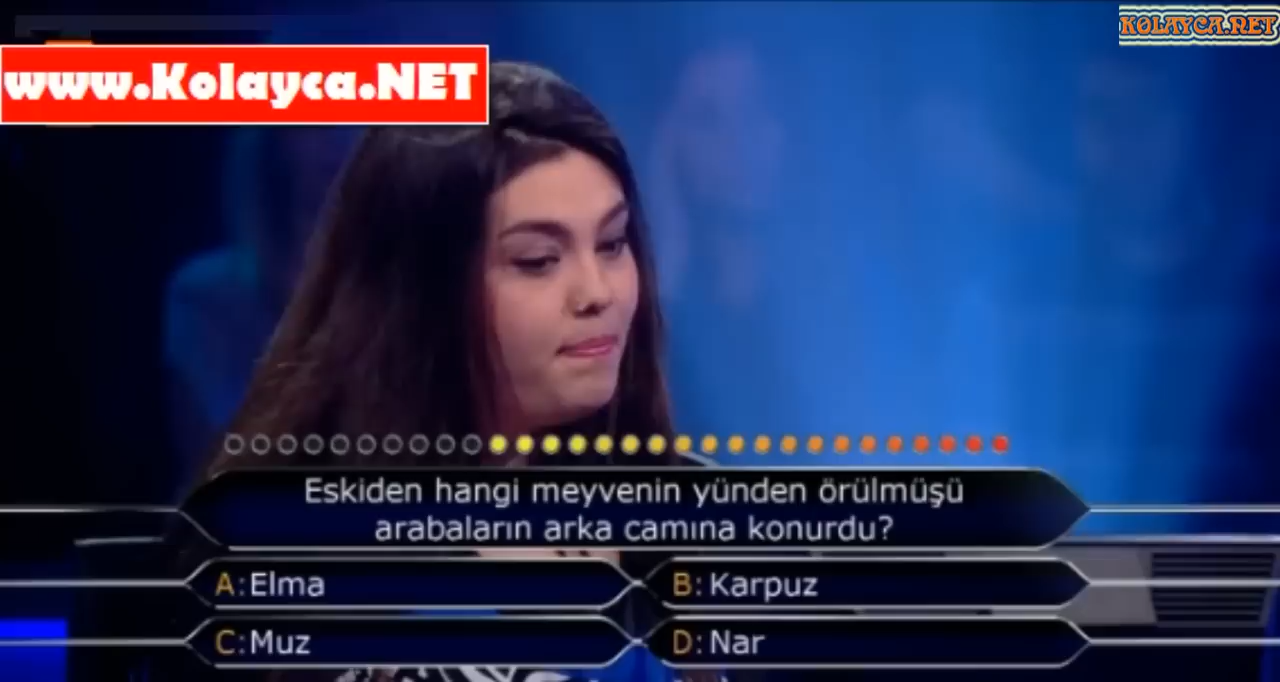 KOLAYCA.NET
www.Kolayca.NET
Eskiden hangi meyvenin yünden örülmüşü
arabaların arka camına konurdu?
A: Elma
B: Karpuz
C: Muz
D: Nar